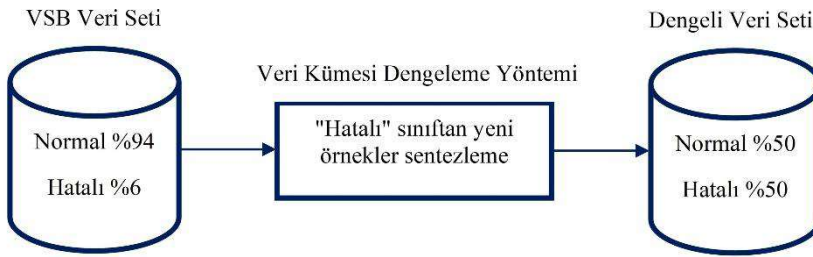 VSB Veri Seti
Normal %94
Hatalı %6
Veri Kümesi Dengeleme Yöntemi
"Hatalı" sınıftan yeni
örnekler sentezleme
Dengeli Veri Seti
Normal %50
Hatalı %50